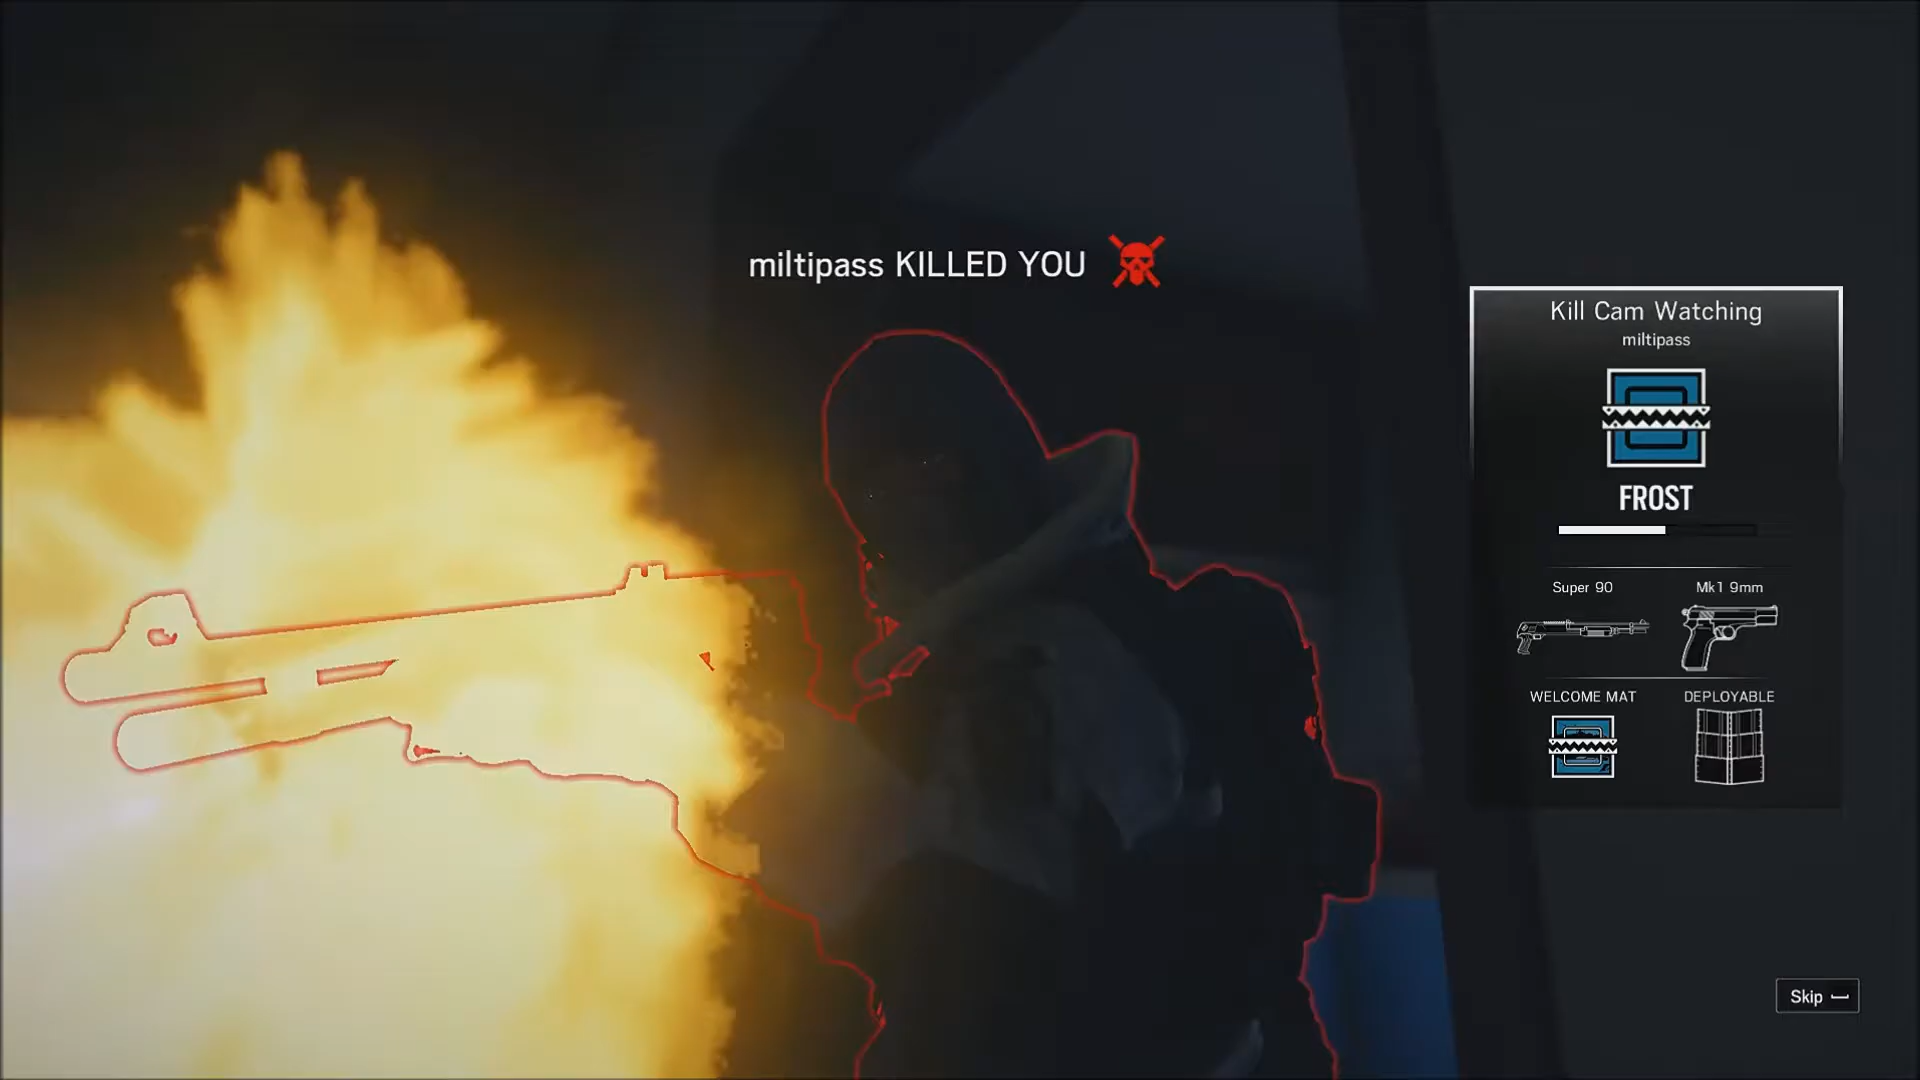 miltipass KILLED YOU
Kill Cam Watching
miltipass
FROST
Super 90
Mk1 9mm
WELCOME MAT
DEPLOYABLE
Skip